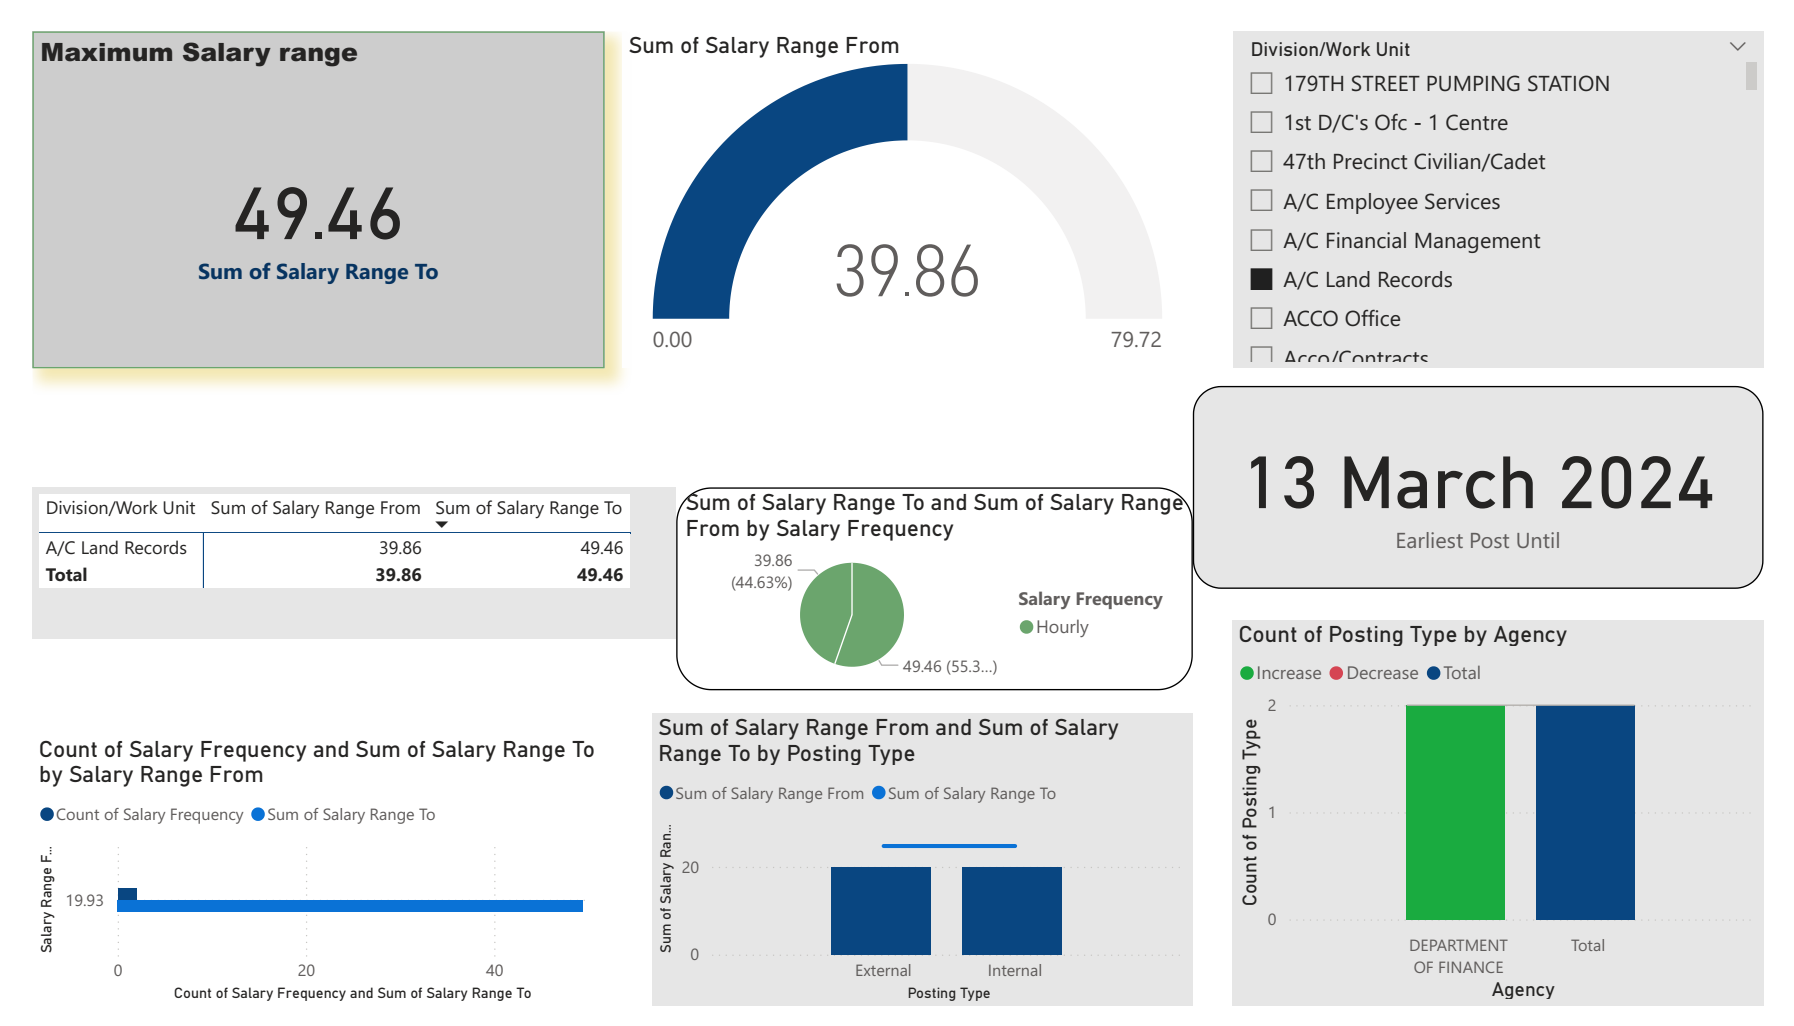 Maximum Salary range
49.46
Sum of Salary Range To
Sum of Salary Range From
39.86
0.00
79.72
Division/Work Unit
179TH STREET PUMPING STATION
1st D/C's Ofc - 1 Centre
47th Precinct Civilian/Cadet
A/C Employee Services
A/C Financial Management
A/C Land Records
ACCO Office
Acco/Contracts
13 March 2024
Earliest Post Until
Division/Work Unit Sum of Salary Range From Sum of Salary Range To
A/C Land Records 39.86 49.46
Total 39.86 49.46
Sum of Salary Range To and Sum of Salary Range
From by Salary Frequency
39.86
(44.63%)
49.46 (55.3...)
Salary Frequency
Hourly
Count of Posting Type by Agency
Increase Decrease Total
Count of Posting Type
2
1
0
DEPARTMENT
OF FINANCE
Total
Agency
Count of Salary Frequency and Sum of Salary Range To
by Salary Range From
Count of Salary Frequency Sum of Salary Range To
Salary Range F...
19.93
0 20 40
Count of Salary Frequency and Sum of Salary Range To
Sum of Salary Range From and Sum of Salary
Range To by Posting Type
Sum of Salary Range From Sum of Salary Range To
Sum of Salary Ran...
20
0
External Internal
Posting Type